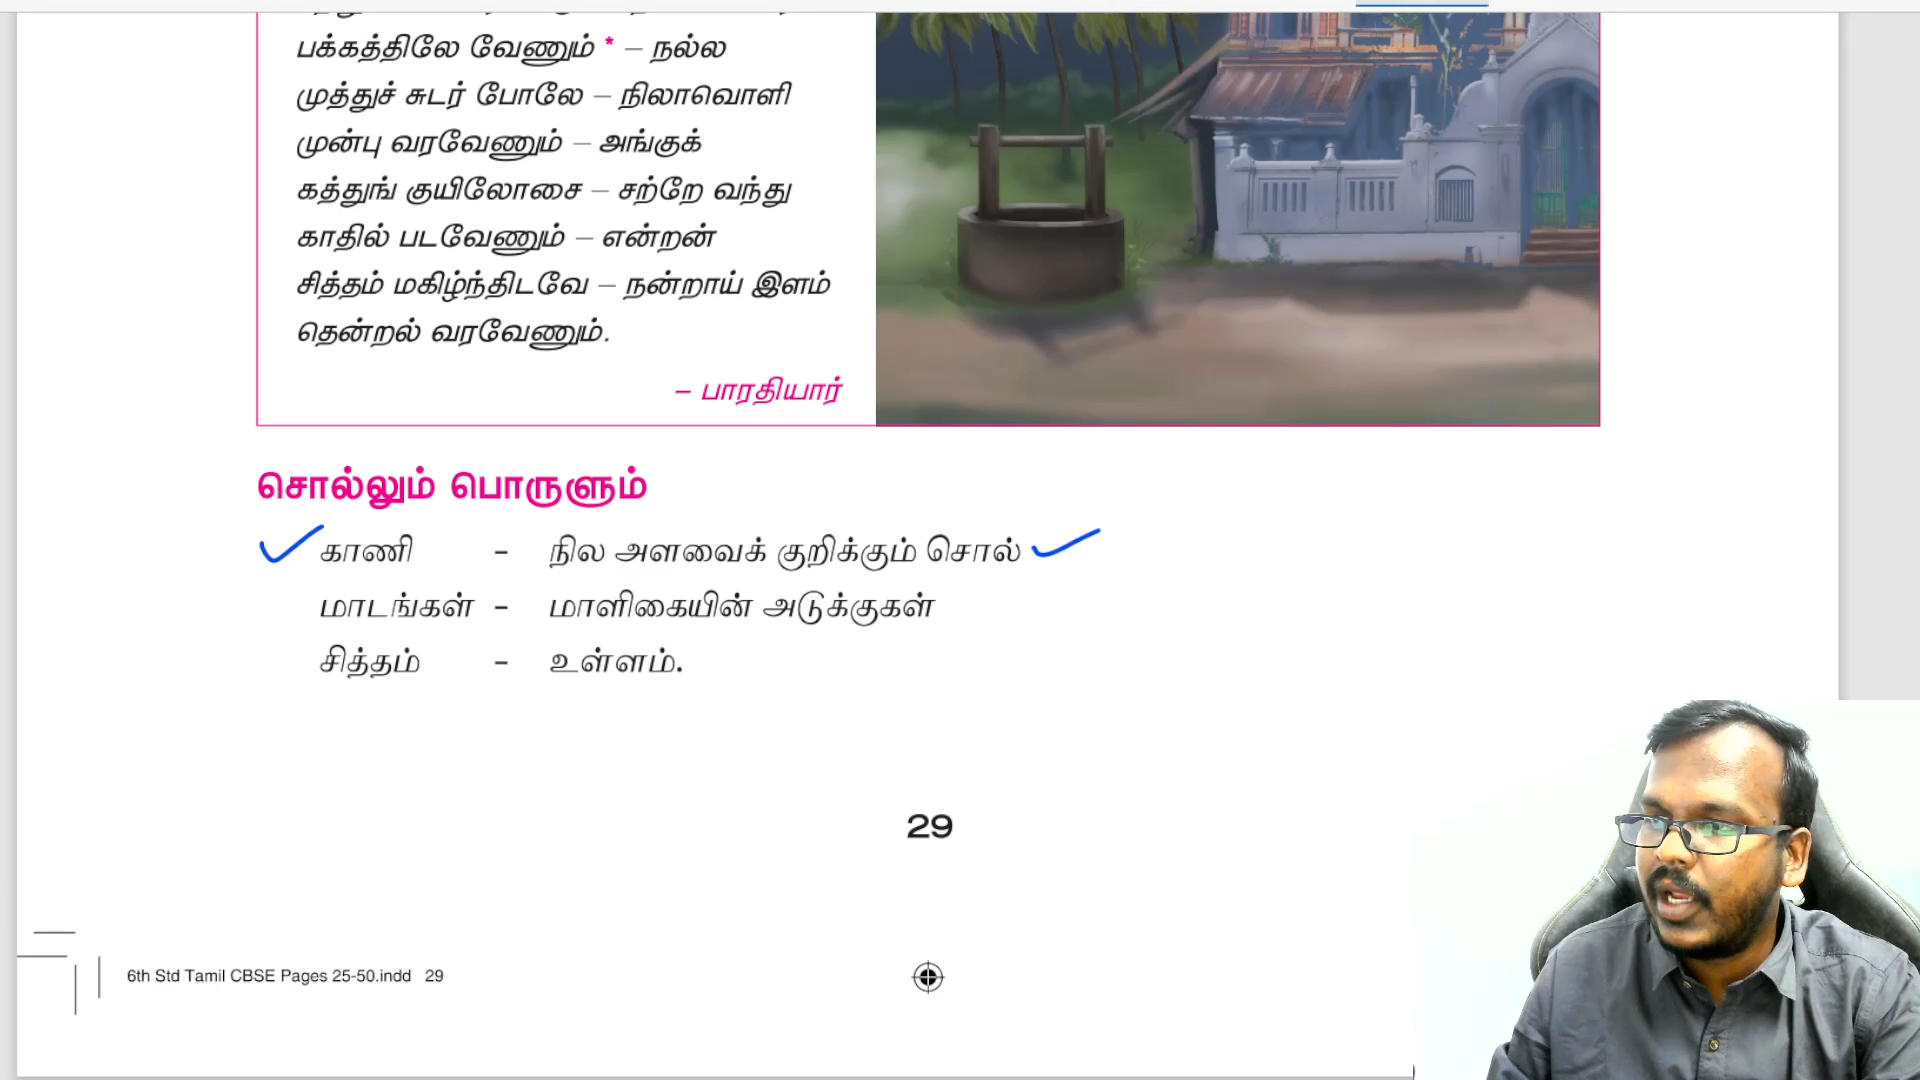 பக்கத்திலே வேணும் * – நல்ல
முத்துச் சுடர் போலே – நிலாவொளி
முன்பு வரவேணும் – அங்குக்
கத்துங் குயிலோசை – சற்றே வந்து
காதில் படவேணும் – என்றன்
சித்தம் மகிழ்ந்திடவே – நன்றாய் இளம்
தென்றல் வரவேணும்.
– பாரதியார்
சொல்லும் பொருளும்
காணி - நில அளவைக் குறிக்கும் சொல்
மாடங்கள் - மாளிகையின் அடுக்குகள்
சித்தம் - உள்ளம்.
29
6th Std Tamil CBSE Pages 25-50.indd 29